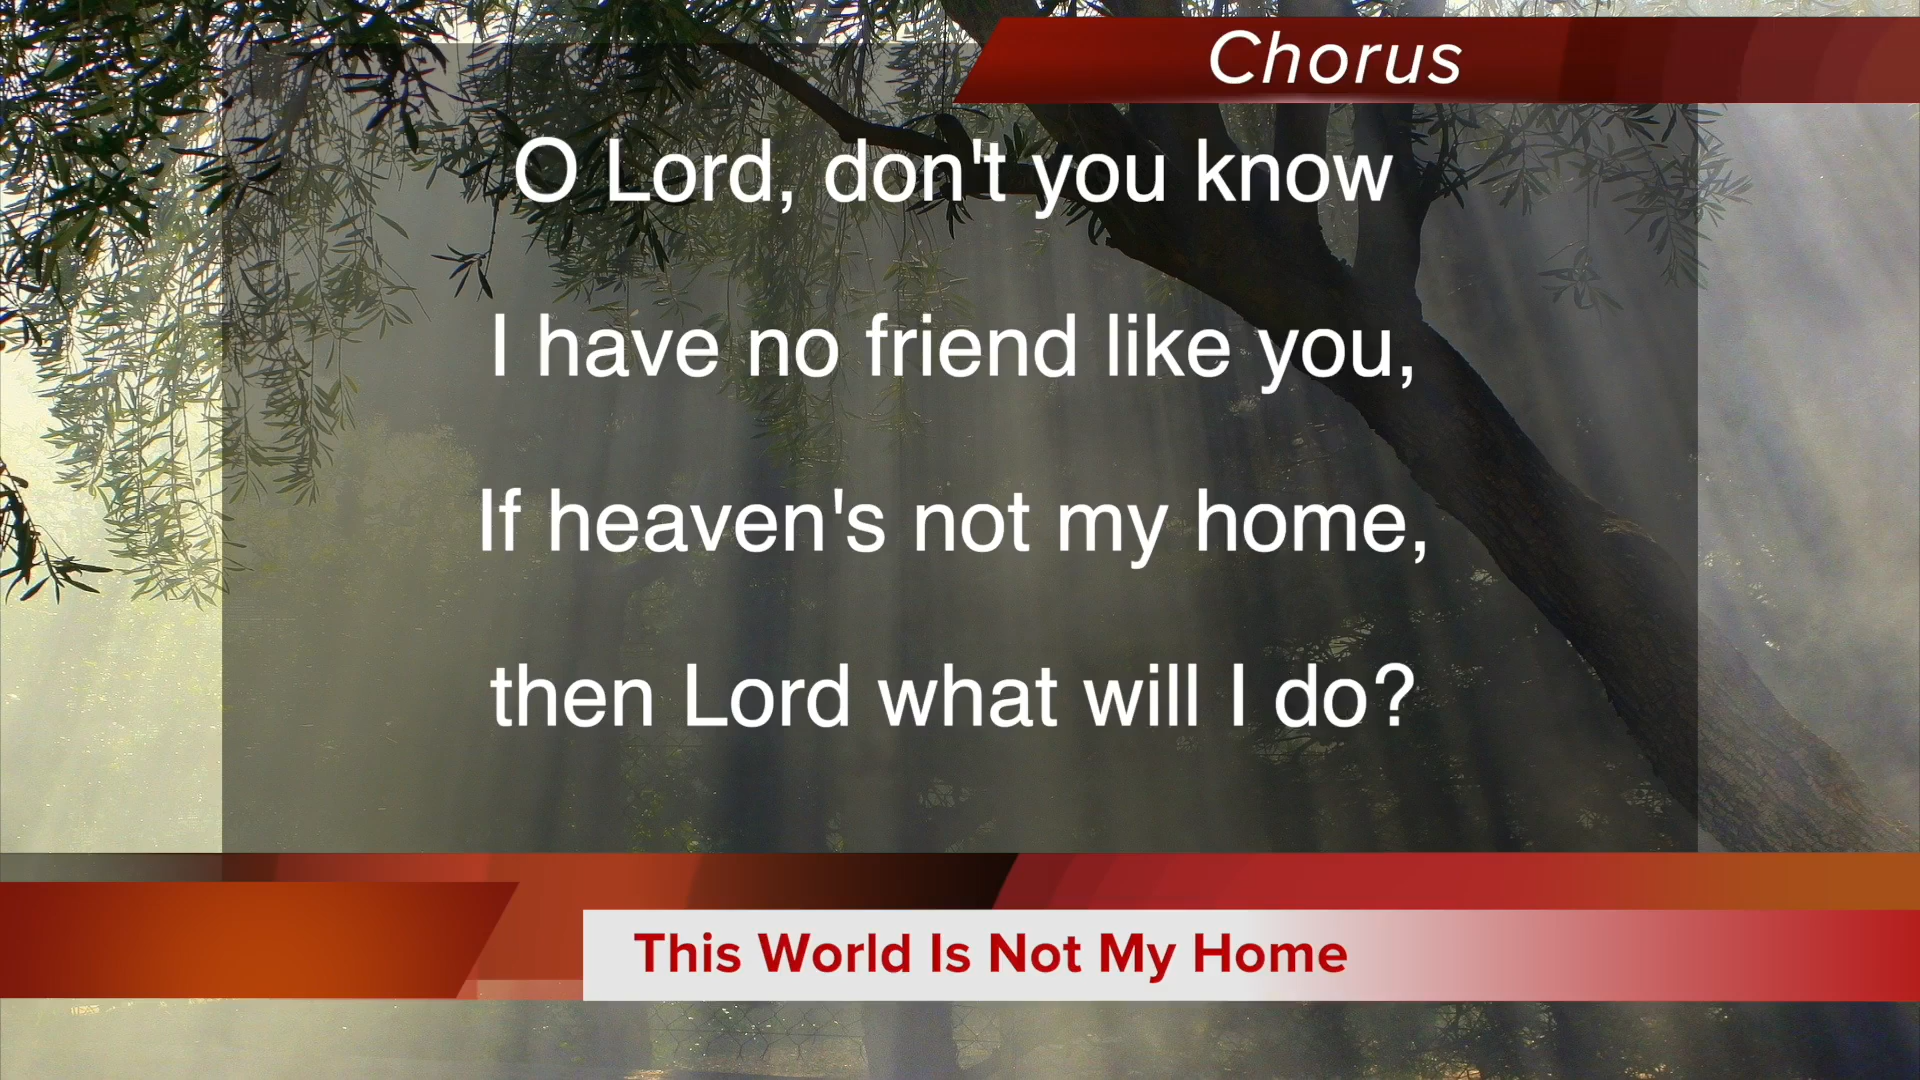 Chorus
O Lord, don't you know
I have no friend like you,
If heaven's not my home,
then Lord what will I do?
This World Is Not My Home